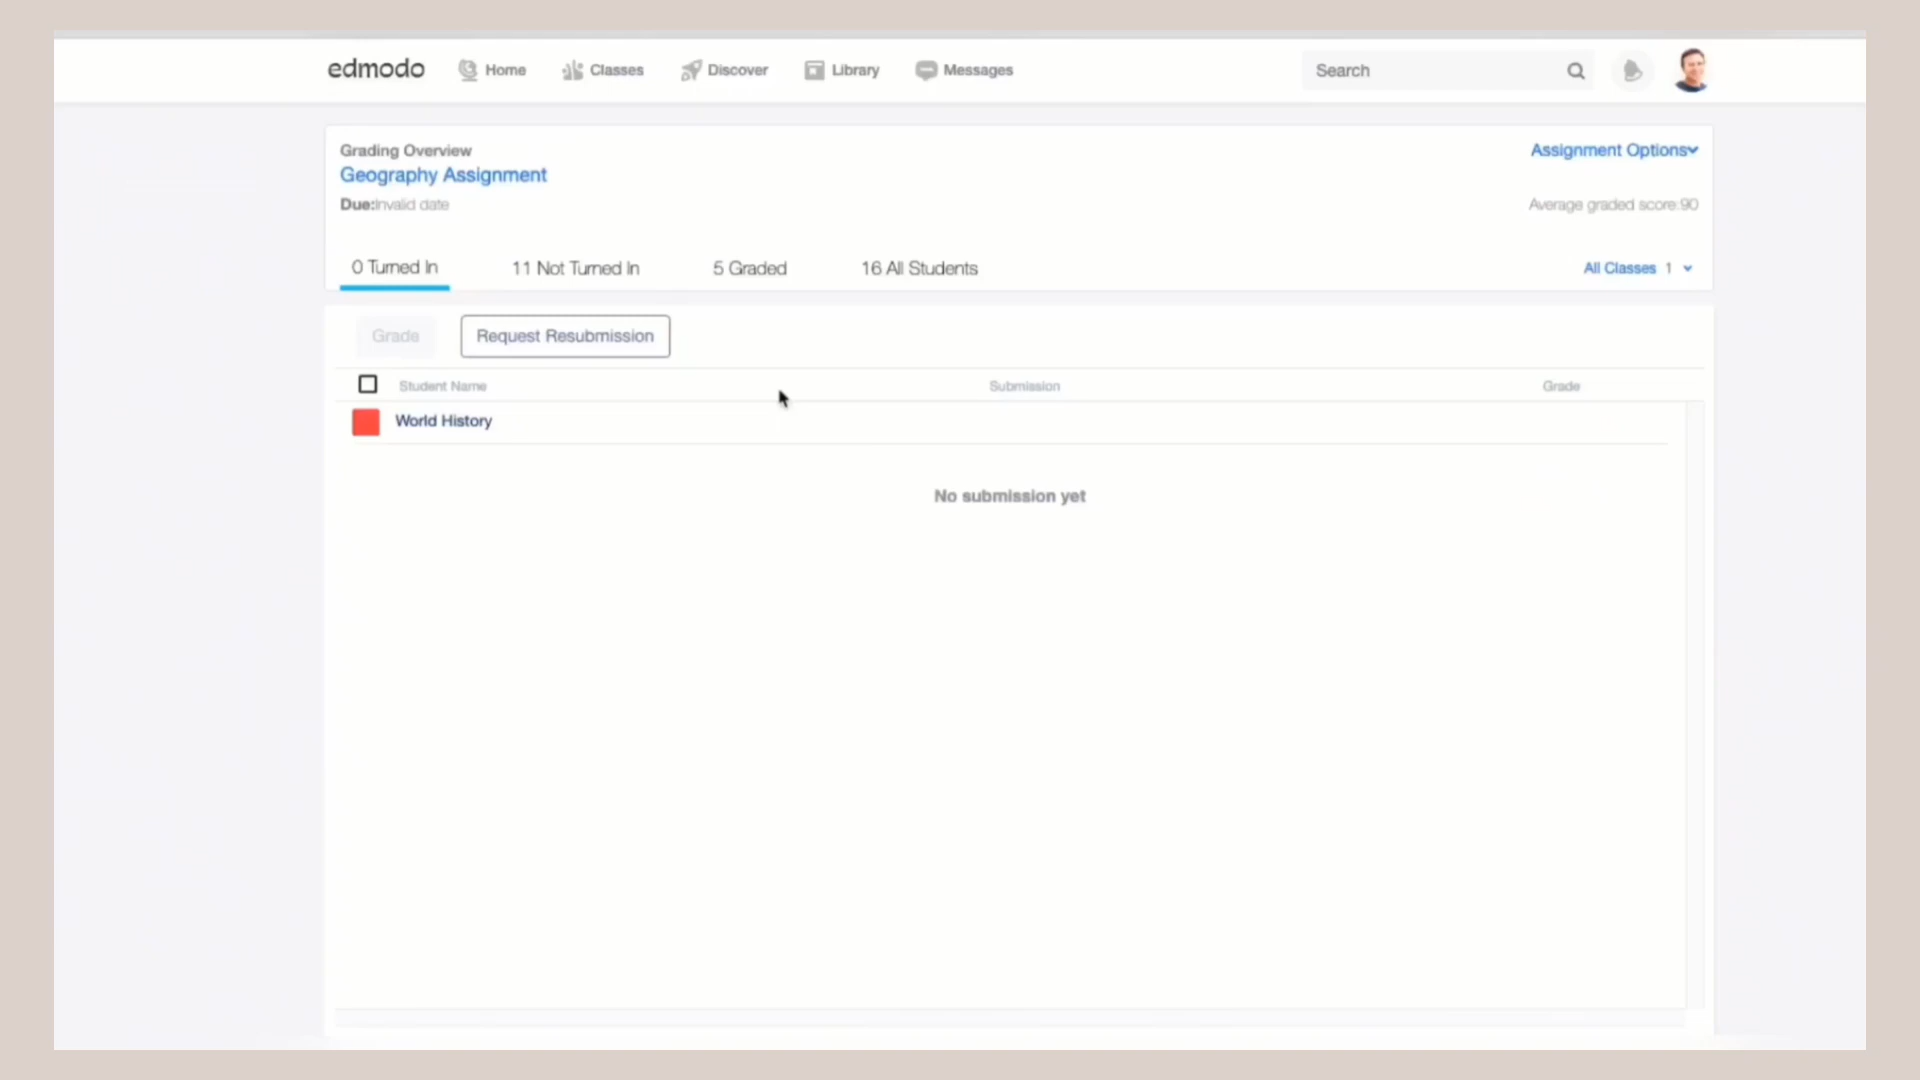 edmodo Home Classes Discover Library Messages Search
Grading Overview Assignment Options
Geography Assignment
Due:Invalid date Average graded score:90
0 Turned In 11 Not Turned In 5 Graded 16 All Students All Classes 1
Grade Request Resubmission
Student Name Submission Grade
World History
No submission yet